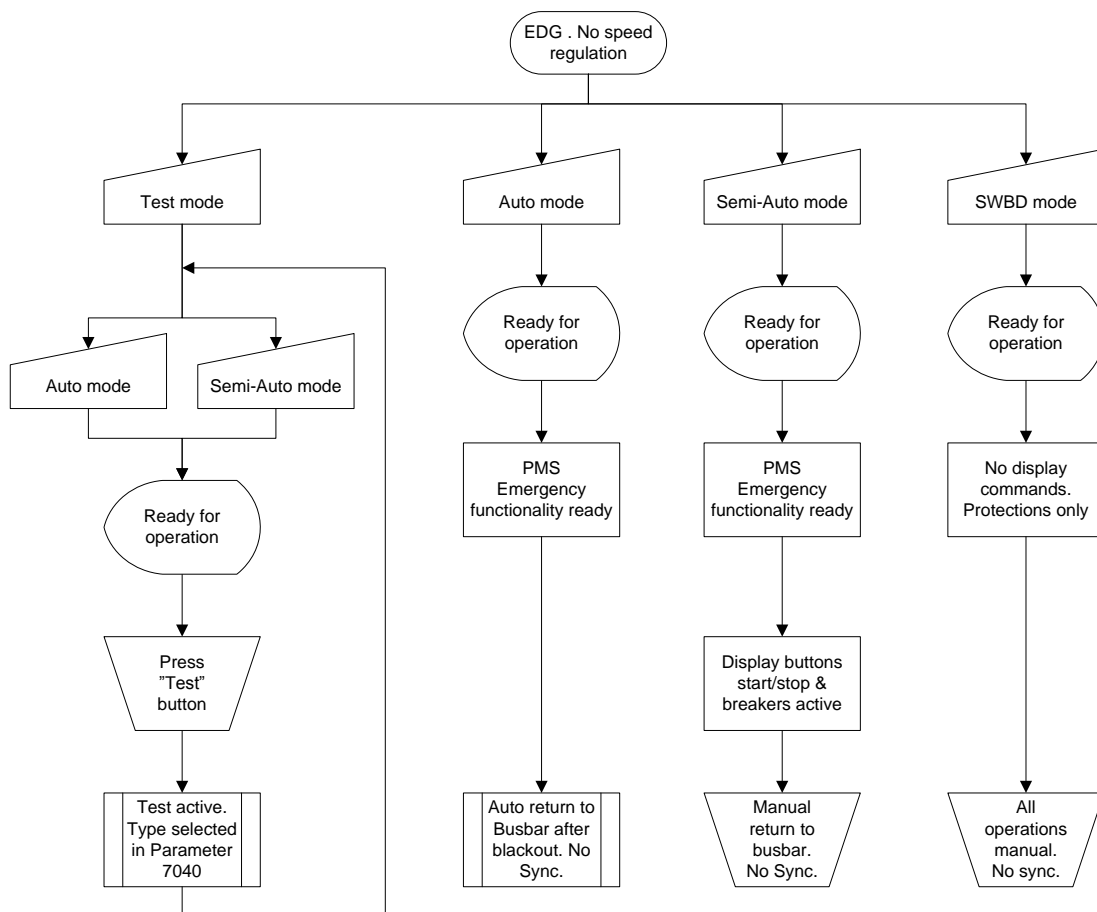 EDG . No speed
regulation
Test mode
Auto mode
Semi-Auto mode
SWBD mode
Auto mode
Semi-Auto mode
Ready for
operation
Press
”Test”
button
Test active.
Type selected
in Parameter
7040
Ready for
operation
PMS
Emergency
functionality ready
Auto return to
Busbar after
blackout. No
Sync.
Ready for
operation
PMS
Emergency
functionality ready
Display buttons
start/stop &
breakers active
Manual
return to
busbar.
No Sync.
Ready for
operation
No display
commands.
Protections only
All
operations
manual.
No sync.